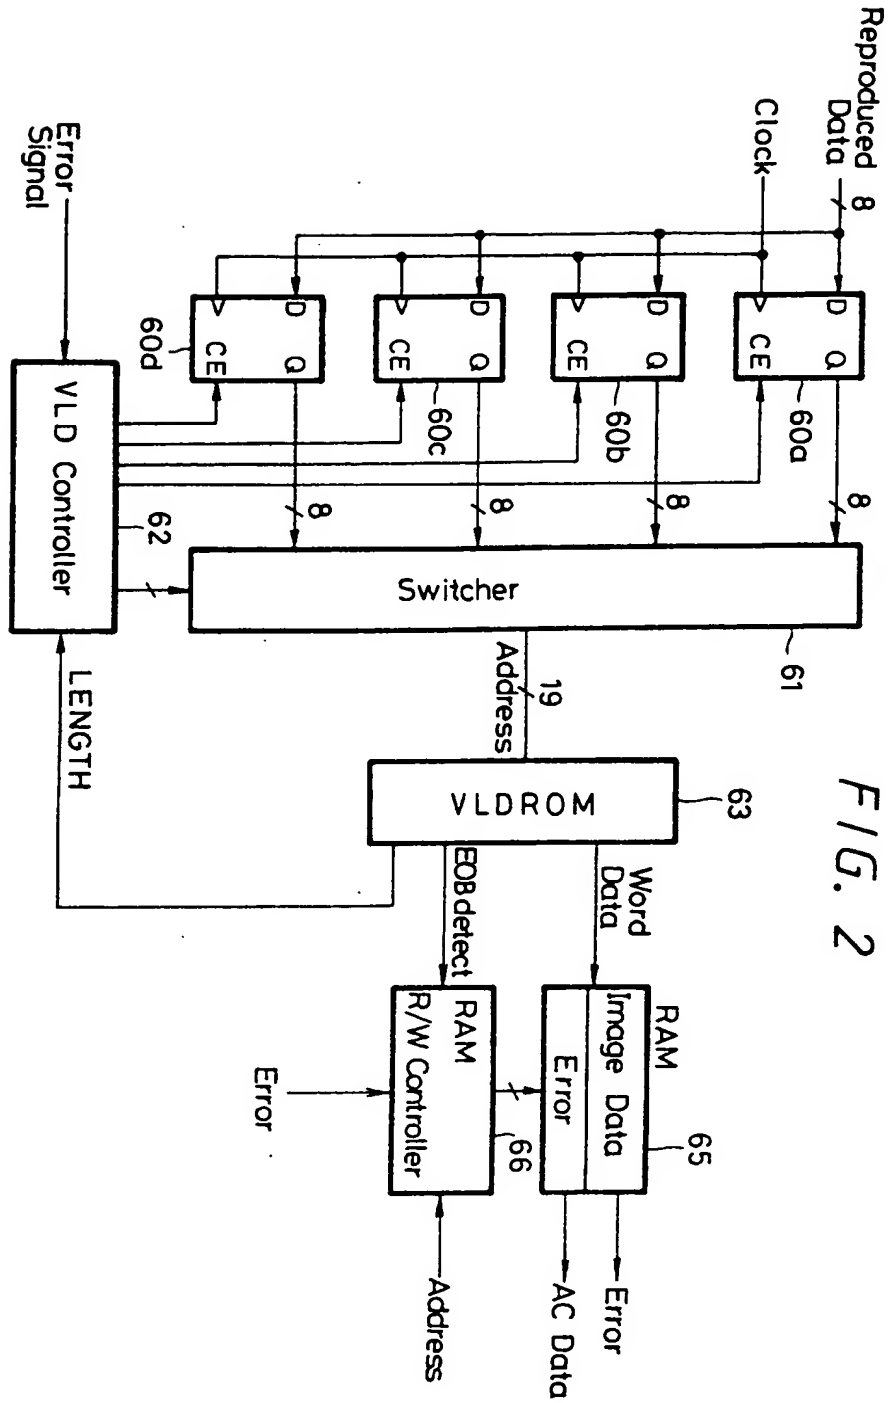 FIG. 2
Reproduced
Data
8
Clock
D
Q
CE
60a
D
Q
CE
60b
D
Q
CE
60c
D
Q
CE
60d
8
8
8
8
Error
Signal
VLD Controller
62
Switcher
61
19
Address
LENGTH
VLDROM
63
Word
Data
EOBdetect
RAM
Image Data
Error
65
RAM
R/W Controller
66
Error
Address
Error
AC Data